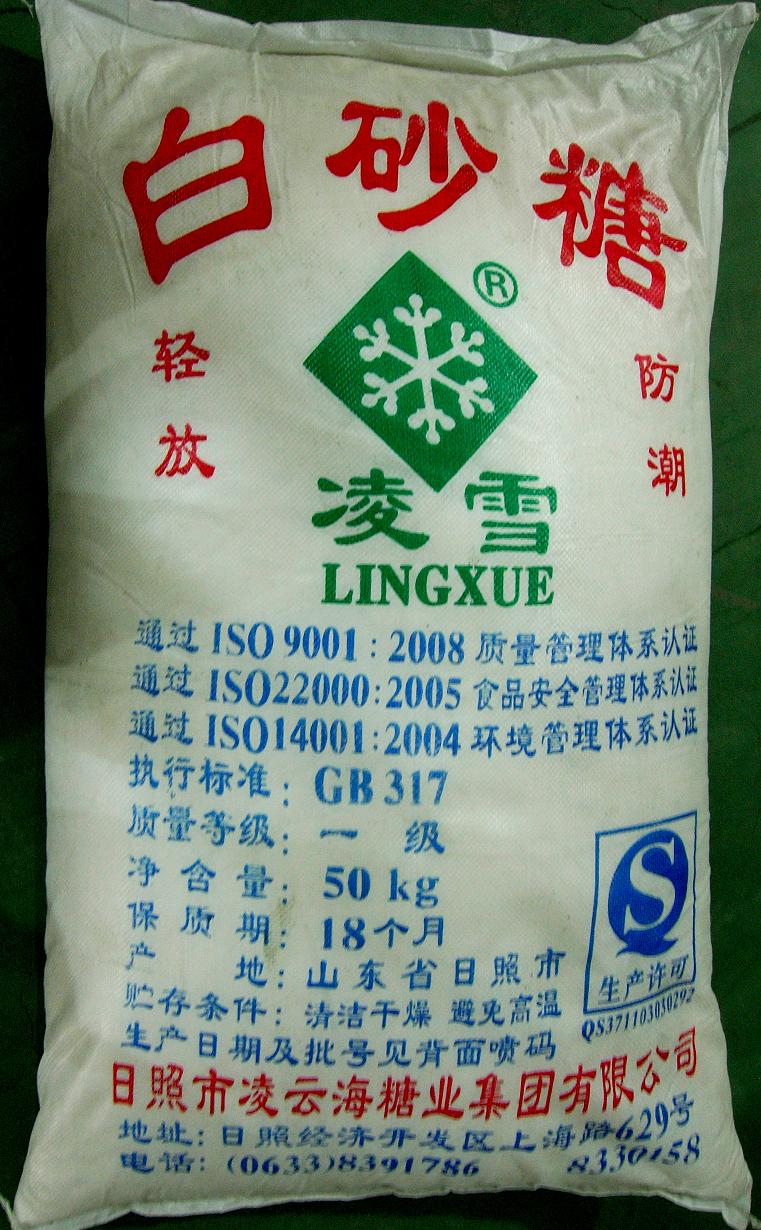 白砂糖
®
轻放
防潮
凌雪
LINGXUE
通过 ISO 9001:2008 质量管理体系认证
通过 ISO22000:2005 食品安全管理体系认证
通过 ISO14001:2004 环境管理体系认证
执行标准: GB 317
质量等级: 一 级
净含量: 50 kg
保质期: 18个月
产 地: 山东省日照市
贮存条件: 清洁干燥 避免高温
生产日期及批号见背面喷码
S
生产许可
QS371103030292
日照市凌云海糖业集团有限公司
地址: 日照经济开发区上海路629号
电话: (0633)8391786